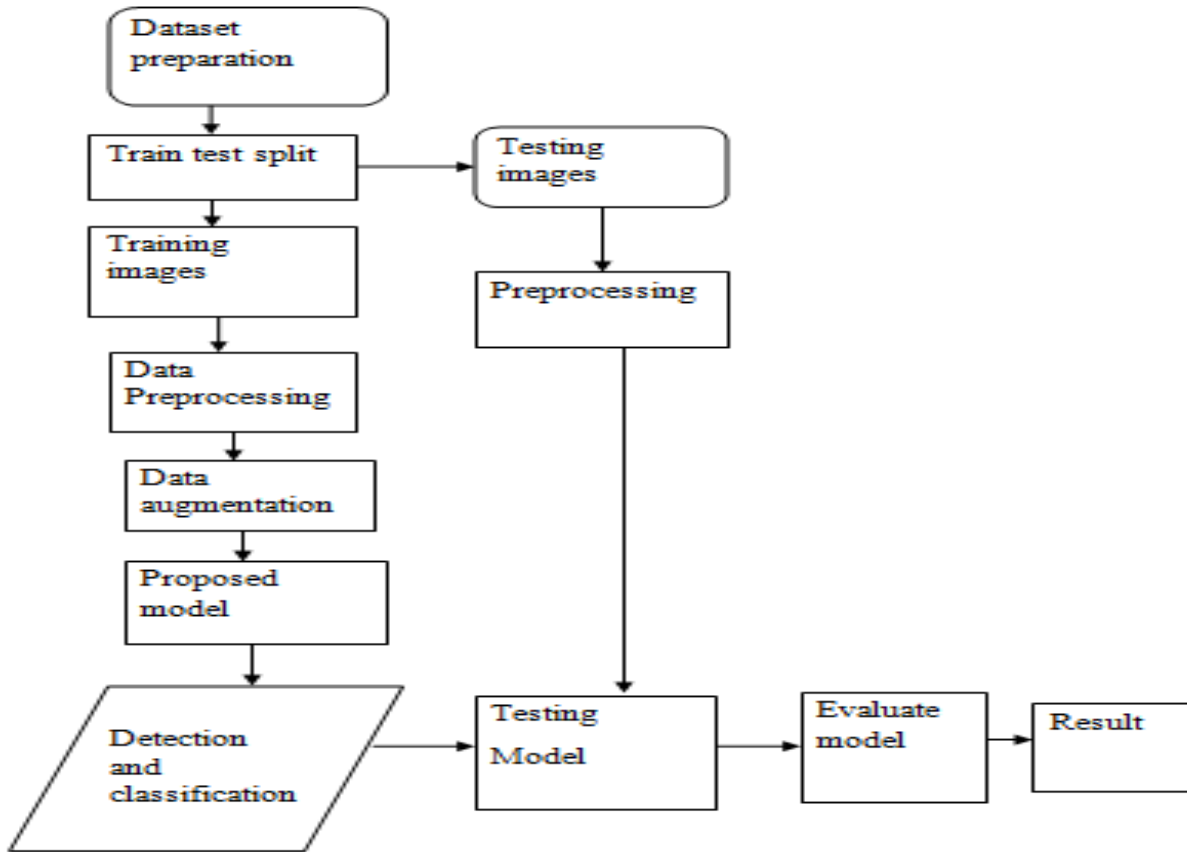 Dataset
preparation
Train test split
Testing
images
Training
images
Preprocessing
Data
Preprocessing
Data
augmentation
Proposed
model
Detection
and
classification
Testing
Model
Evaluate
model
Result